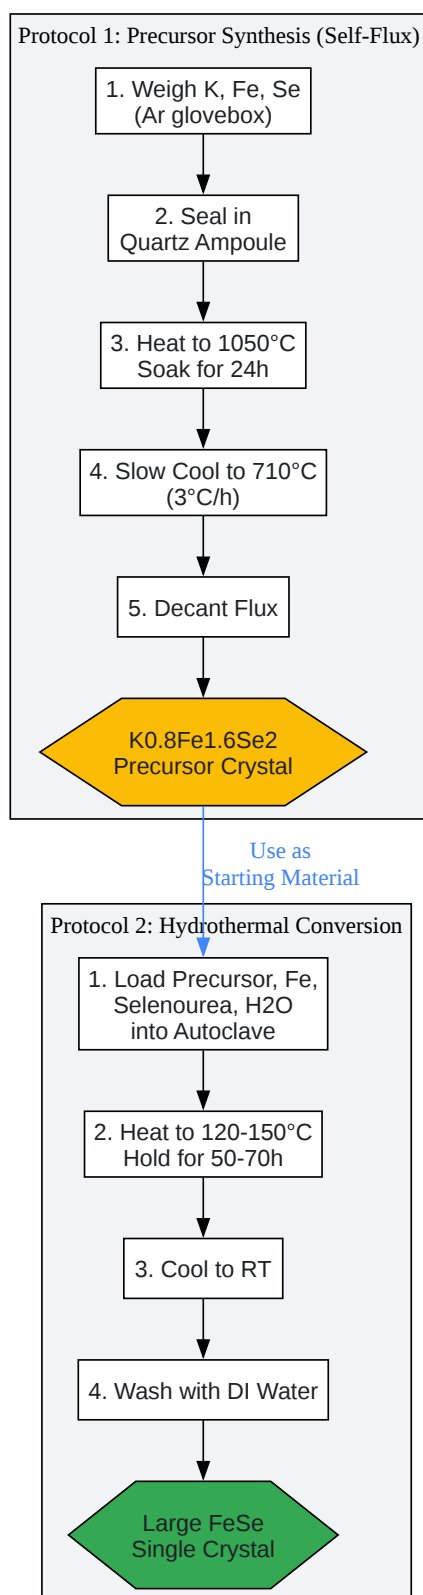 Protocol 1: Precursor Synthesis (Self-Flux)
1. Weigh K, Fe, Se
(Ar glovebox)
2. Seal in
Quartz Ampoule
3. Heat to 1050°C
Soak for 24h
4. Slow Cool to 710°C
(3°C/h)
5. Decant Flux
K0.8Fe1.6Se2
Precursor Crystal
Use as
Starting Material
Protocol 2: Hydrothermal Conversion
1. Load Precursor, Fe,
Selenourea, H2O
into Autoclave
2. Heat to 120-150°C
Hold for 50-70h
3. Cool to RT
4. Wash with DI Water
Large FeSe
Single Crystal